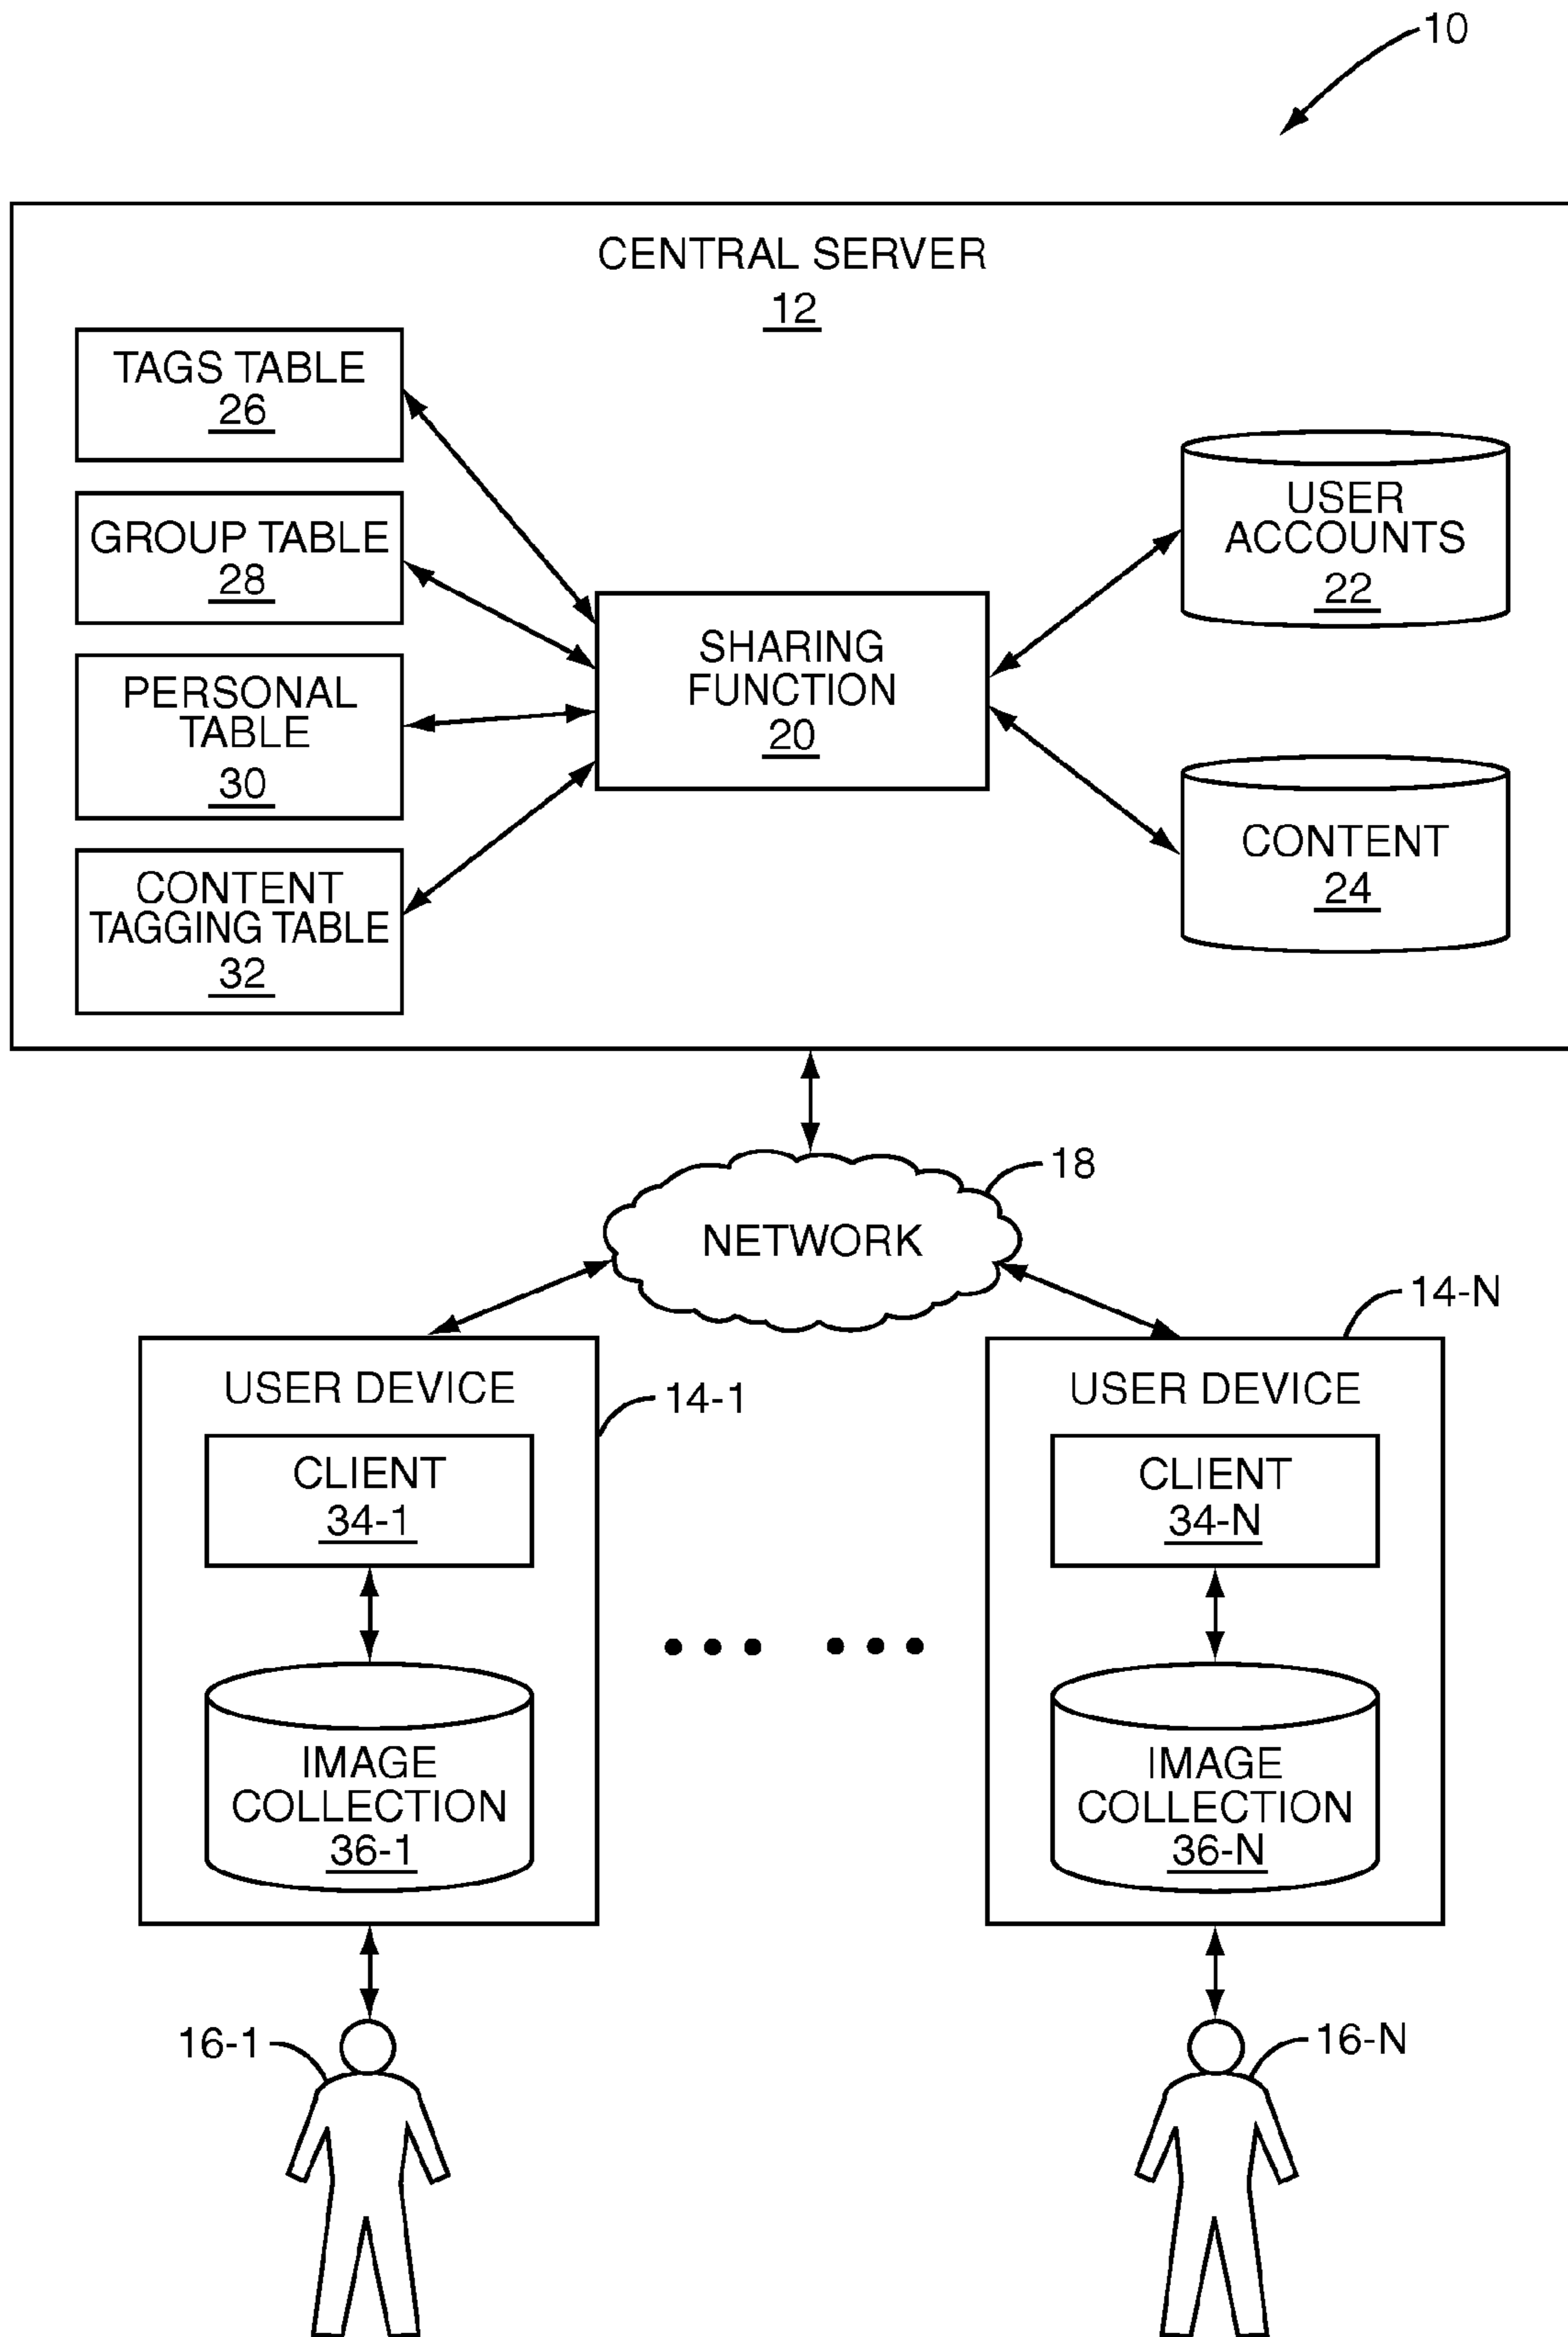 10
CENTRAL SERVER
12
TAGS TABLE
26
GROUP TABLE
28
PERSONAL
TABLE
30
CONTENT
TAGGING TABLE
32
SHARING
FUNCTION
20
USER
ACCOUNTS
22
CONTENT
24
18
NETWORK
14-N
USER DEVICE
14-1
CLIENT
34-1
IMAGE
COLLECTION
36-1
USER DEVICE
CLIENT
34-N
IMAGE
COLLECTION
36-N
16-1
16-N